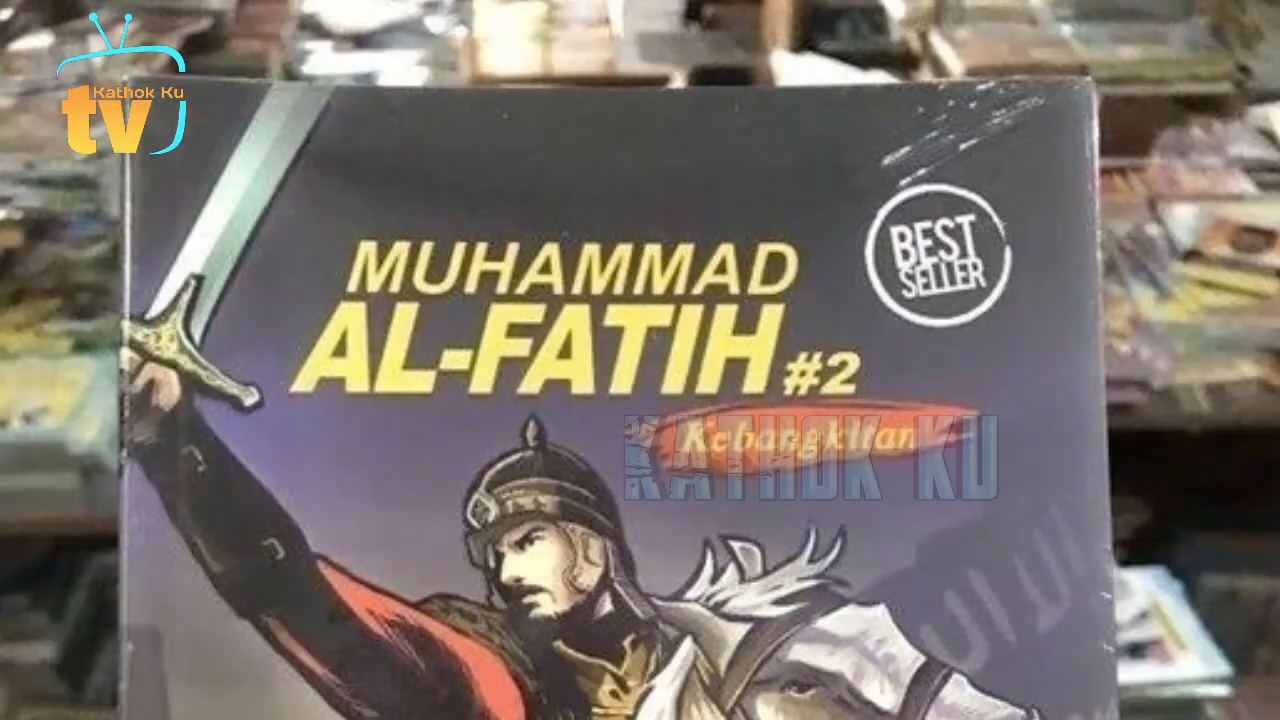 Kathok Ku
tv
MUHAMMAD
AL-FATIH #2
BEST
SELLER
Kebangkitan
KATHOK KU